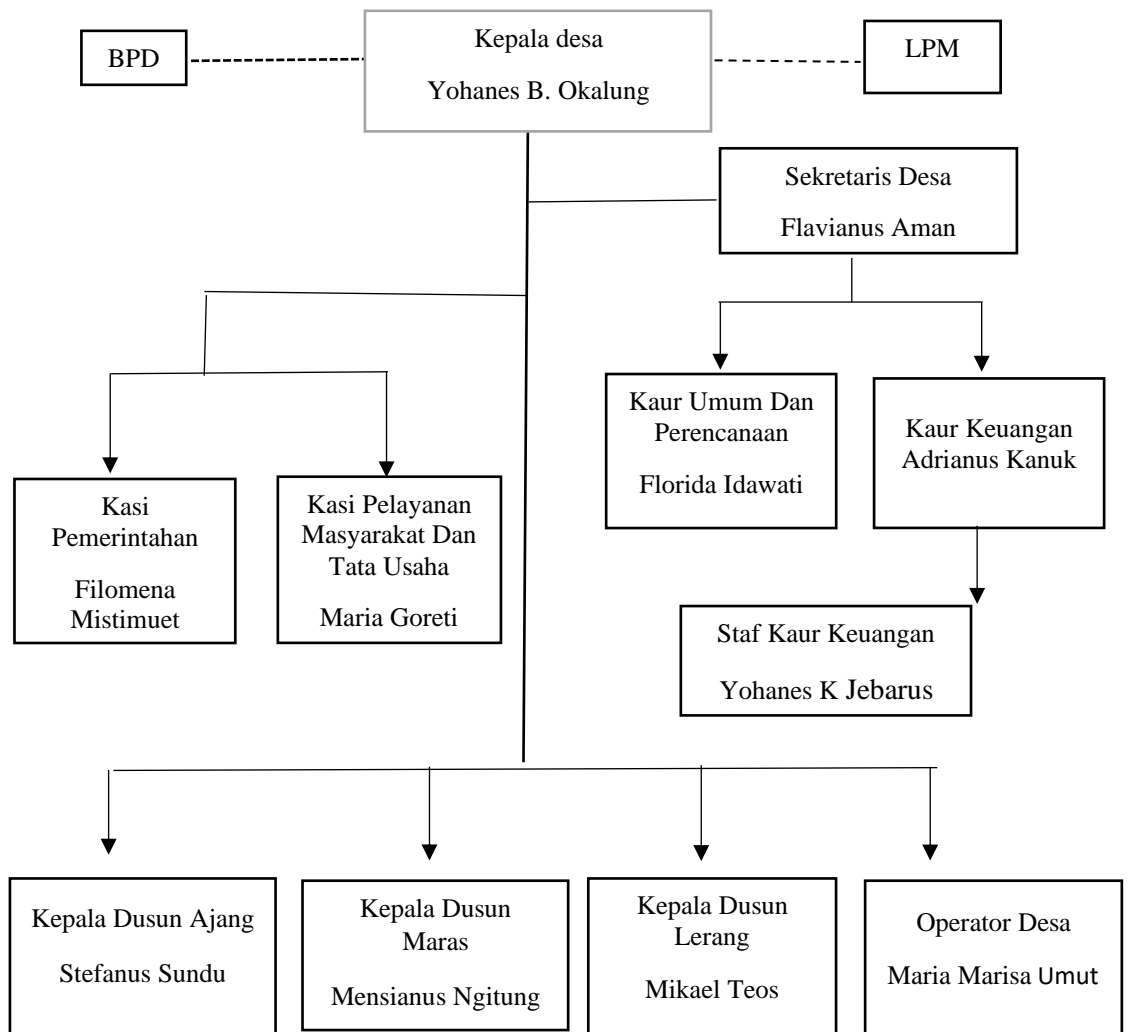 BPD
Kepala desa
Yohanes B. Okalung
LPM
Sekretaris Desa
Flavianus Aman
Kaur Umum Dan
Perencanaan
Florida Idawati
Kaur Keuangan
Adrianus Kanuk
Kasi
Pemerintahan
Filomena
Mistimuet
Kasi Pelayanan
Masyarakat Dan
Tata Usaha
Maria Goreti
Staf Kaur Keuangan
Yohanes K Jebarus
Kepala Dusun Ajang
Stefanus Sundu
Kepala Dusun
Maras
Mensianus Ngitung
Kepala Dusun
Lerang
Mikael Teos
Operator Desa
Maria Marisa Umut